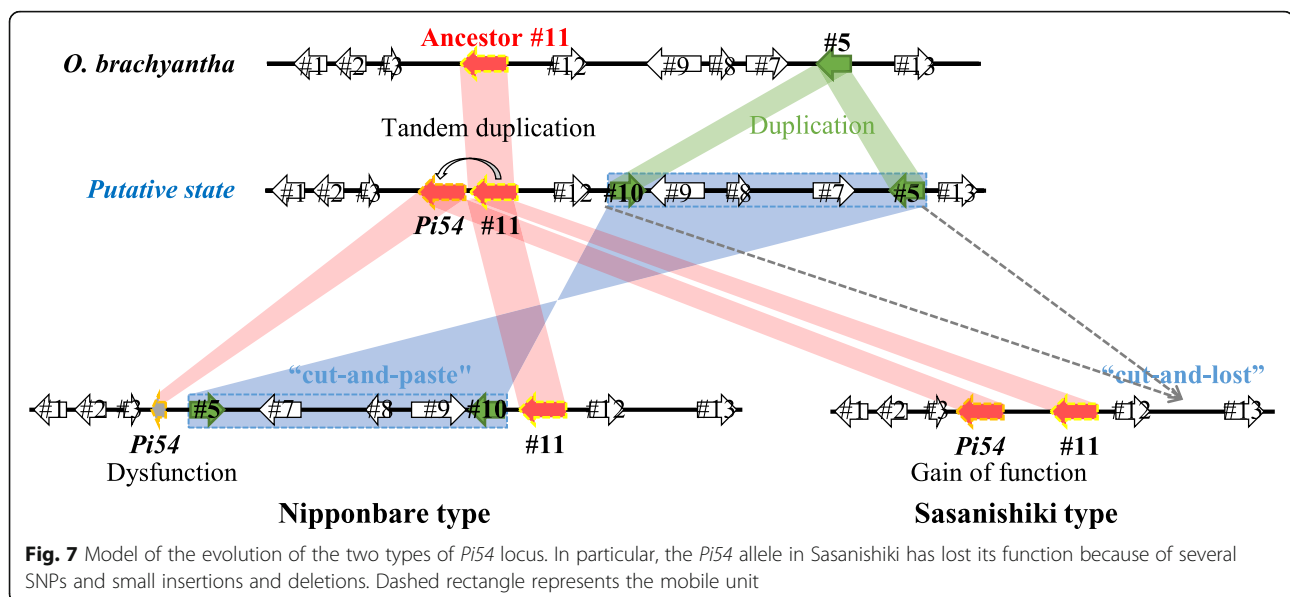 Ancestor #11
#5
O. brachyantha
#1 #2 #3 #12 #9 #8 #7 #13
Tandem duplication
Duplication
Putative state
#1 #2 #3 #12 #10 #9 #8 #7 #5 #13
Pi54 #11
"cut-and-paste"
"cut-and-lost"
#1 #2 #3 #5 #7 #8 #9 #10 #12 #13
#1 #2 #3 #12 #13
Pi54 #11
Pi54 #11
Dysfunction
Gain of function
Nipponbare type
Sasanishiki type
Fig. 7 Model of the evolution of the two types of Pi54 locus. In particular, the Pi54 allele in Sasanishiki has lost its function because of several
SNPs and small insertions and deletions. Dashed rectangle represents the mobile unit